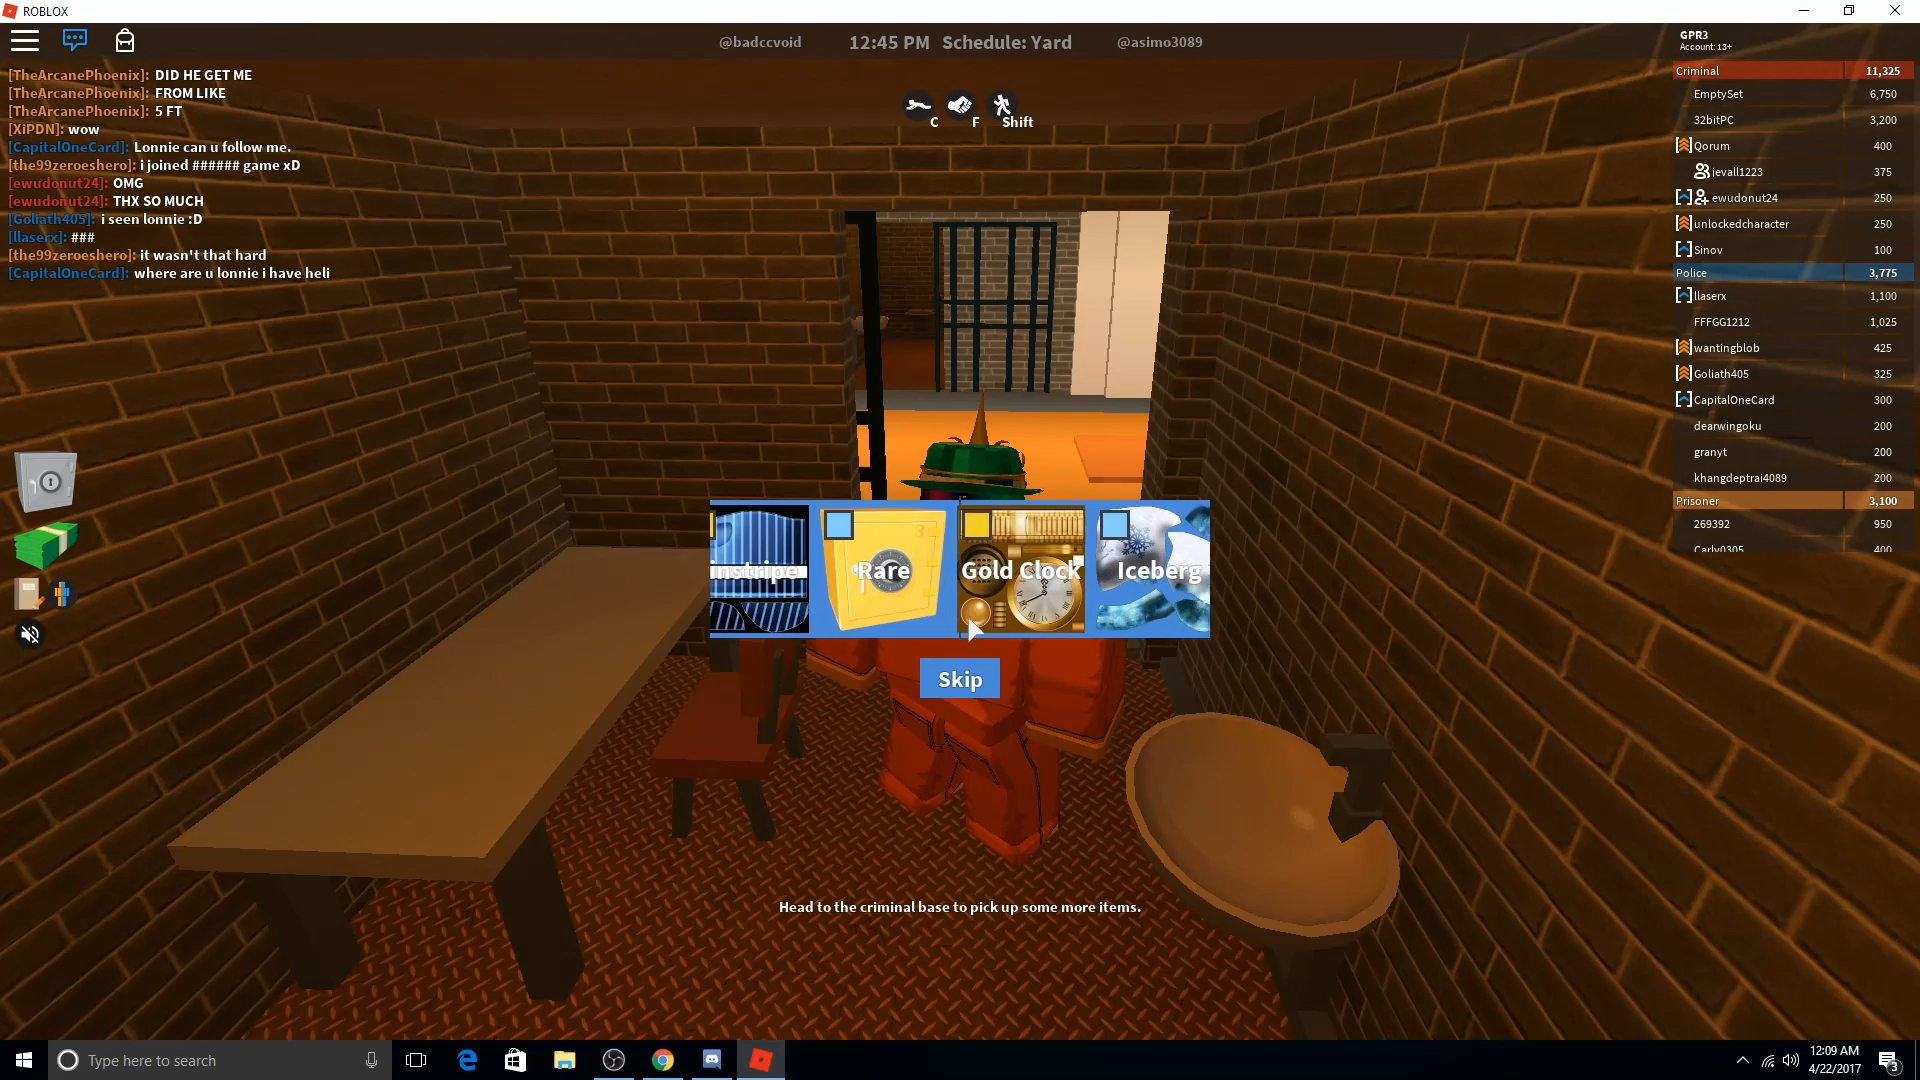 ROBLOX
@badccvoid 12:45 PM Schedule: Yard @asimo3089
C F Shift
[TheArcanePhoenix]: DID HE GET ME
[TheArcanePhoenix]: FROM LIKE
[TheArcanePhoenix]: 5 FT
[XiPDN]: wow
[CapitalOneCard]: Lonnie can u follow me.
[the99zeroeshero]: i joined ###### game xD
[ewudonut24]: OMG
[ewudonut24]: THX SO MUCH
[Goliath405]: i seen lonnie :D
[llaserx]: ###
[the99zeroeshero]: it wasn't that hard
[CapitalOneCard]: where are u lonnie i have heli
GPR3
Account: 13+
Criminal 11,325
EmptySet 6,750
32bitPC 3,200
Qorum 400
jevall1223 375
ewudonut24 250
unlockedcharacter 250
Sinov 100
Police 3,775
llaserx 1,100
FFFGG1212 1,025
wantingblob 425
Goliath405 325
CapitalOneCard 300
dearwingoku 200
granyt 200
khangdeptrai4089 200
Prisoner 3,100
269392 950
Carly0305 400
nstripe Rare Gold Clock Iceberg
Skip
Head to the criminal base to pick up some more items.
Type here to search
12:09 AM
4/22/2017
3